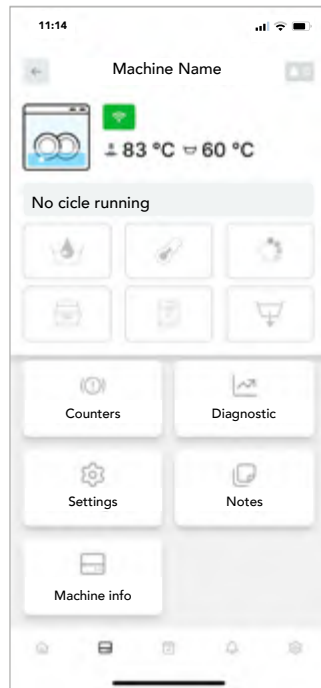 11:14
Machine Name
83 °C 60 °C
No cicle running
Counters
Diagnostic
Settings
Notes
Machine info